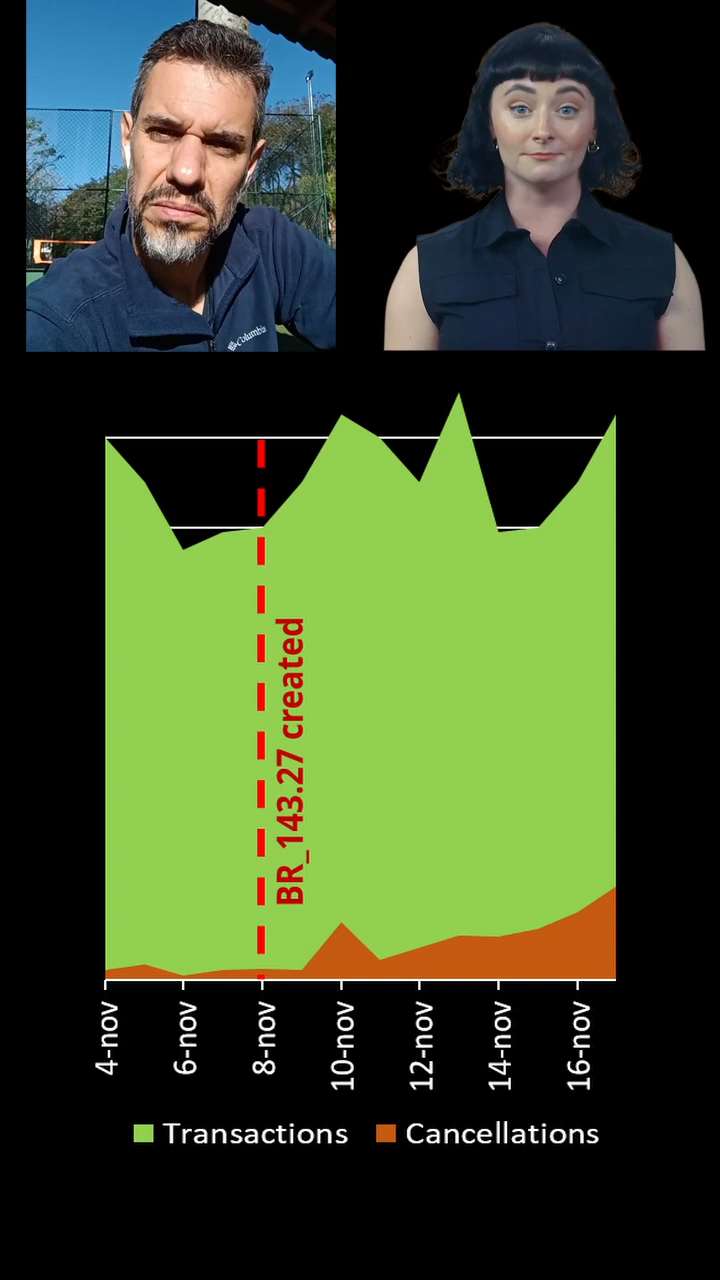 Columbia
BR_143.27 created
4-nov
6-nov
8-nov
10-nov
12-nov
14-nov
16-nov
Transactions
Cancellations